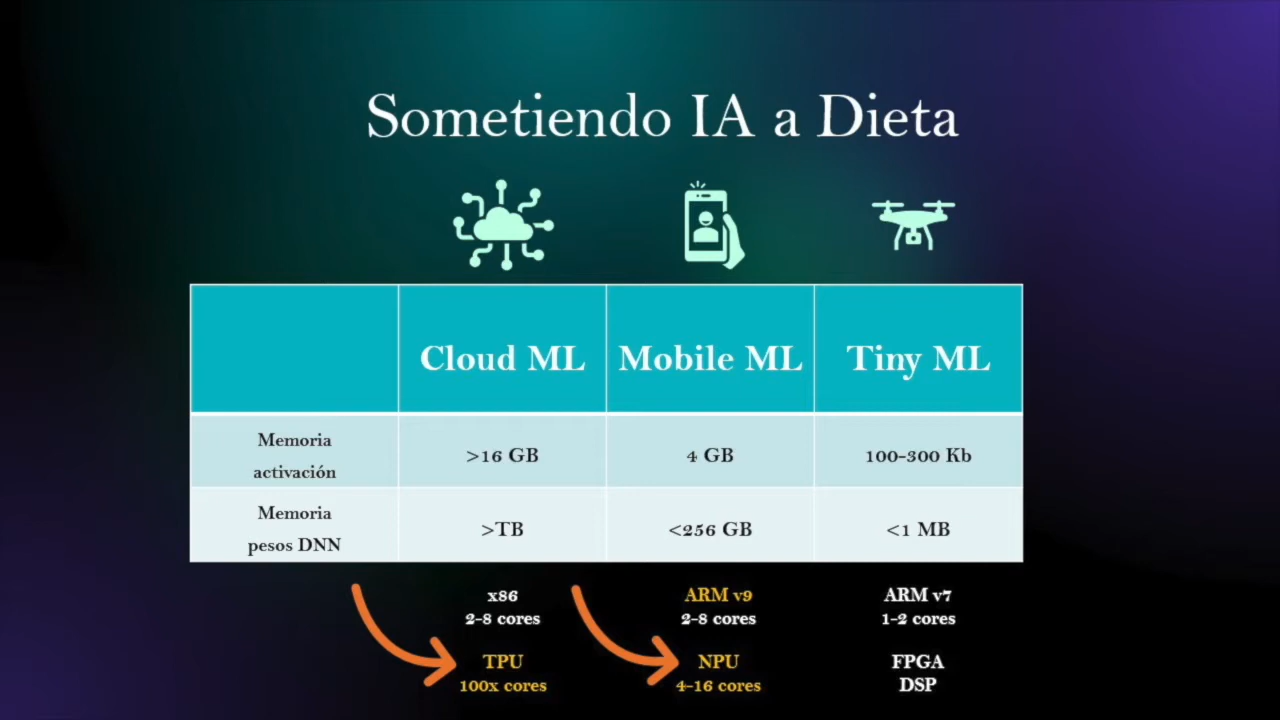 Sometiendo IA a Dieta
Cloud ML Mobile ML Tiny ML
Memoria
activación
>16 GB 4 GB 100-300 Kb
Memoria
pesos DNN
>TB <256 GB <1 MB
x86 ARM v9 ARM v7
2-8 cores 2-8 cores 1-2 cores
TPU NPU FPGA
100x cores 4-16 cores DSP